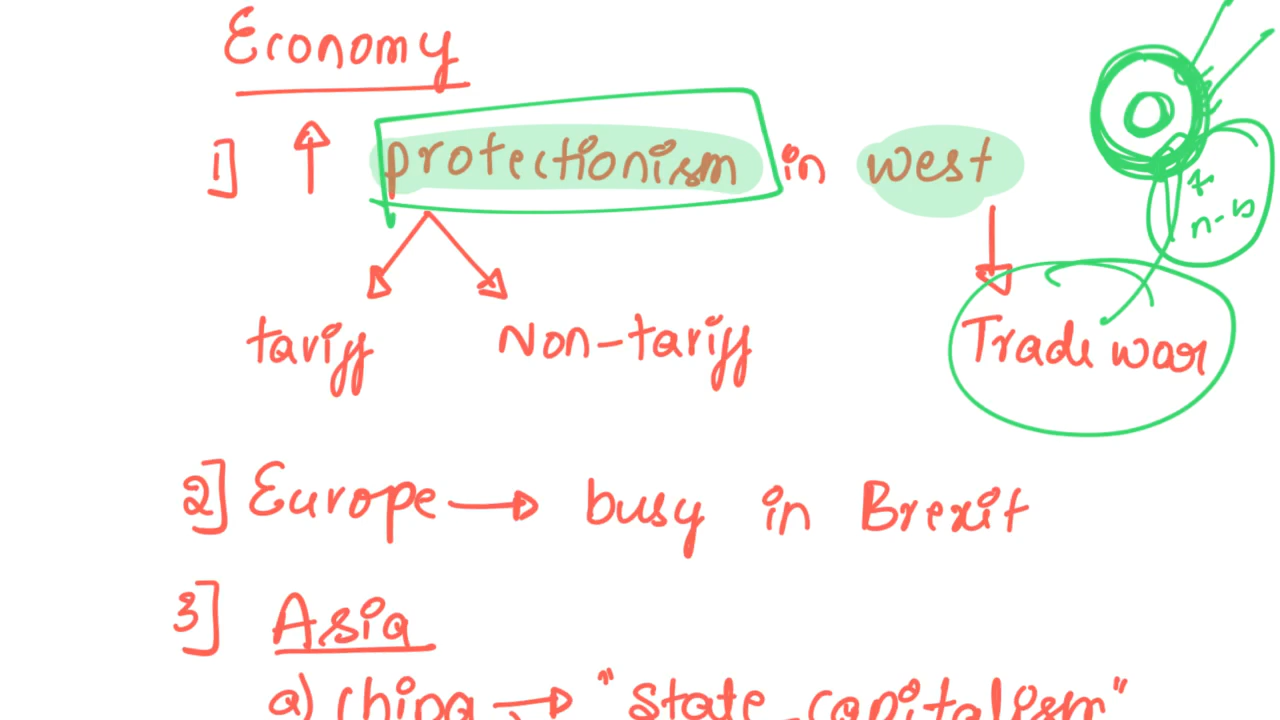 Economy
1] ↑ protectionism in west
tariff Non-tariff Trade war
2] Europe → busy in Brexit
3] Asia
a) China → "state capitalism"